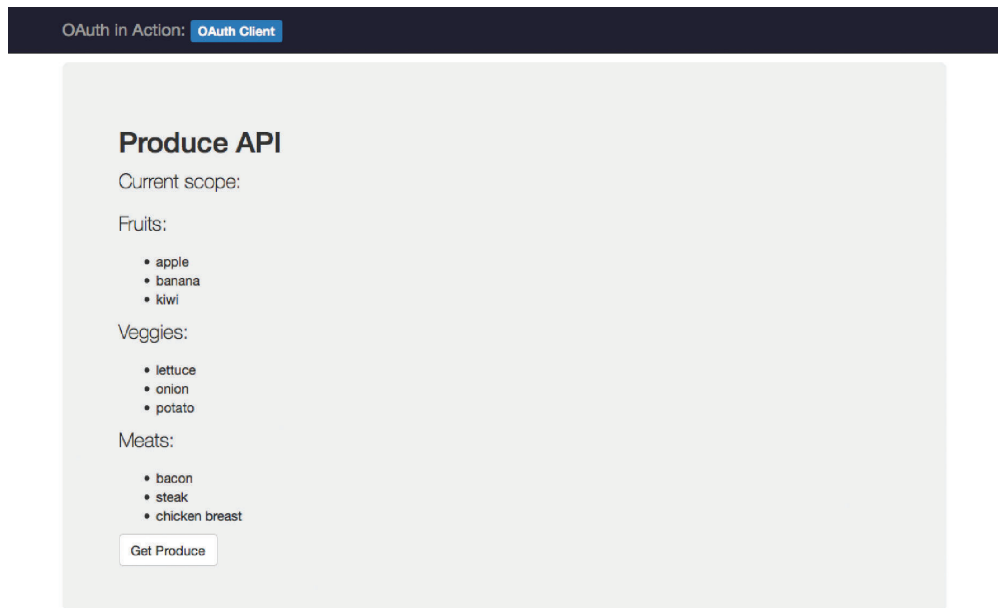 OAuth in Action: OAuth Client
Produce API
Current scope:
Fruits:
• apple
• banana
• kiwi
Veggies:
• lettuce
• onion
• potato
Meats:
• bacon
• steak
• chicken breast
Get Produce